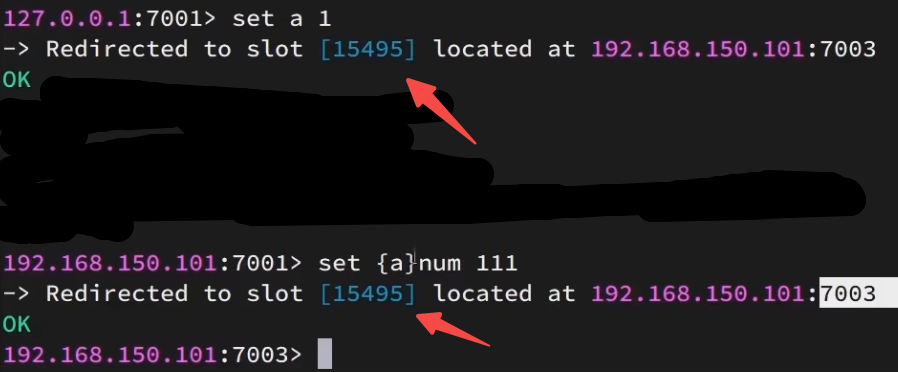 127.0.0.1:7001> set a 1
-> Redirected to slot [15495] located at 192.168.150.101:7003
OK
192.168.150.101:7001> set {a}num 111
-> Redirected to slot [15495] located at 192.168.150.101:7003
OK
192.168.150.101:7003>